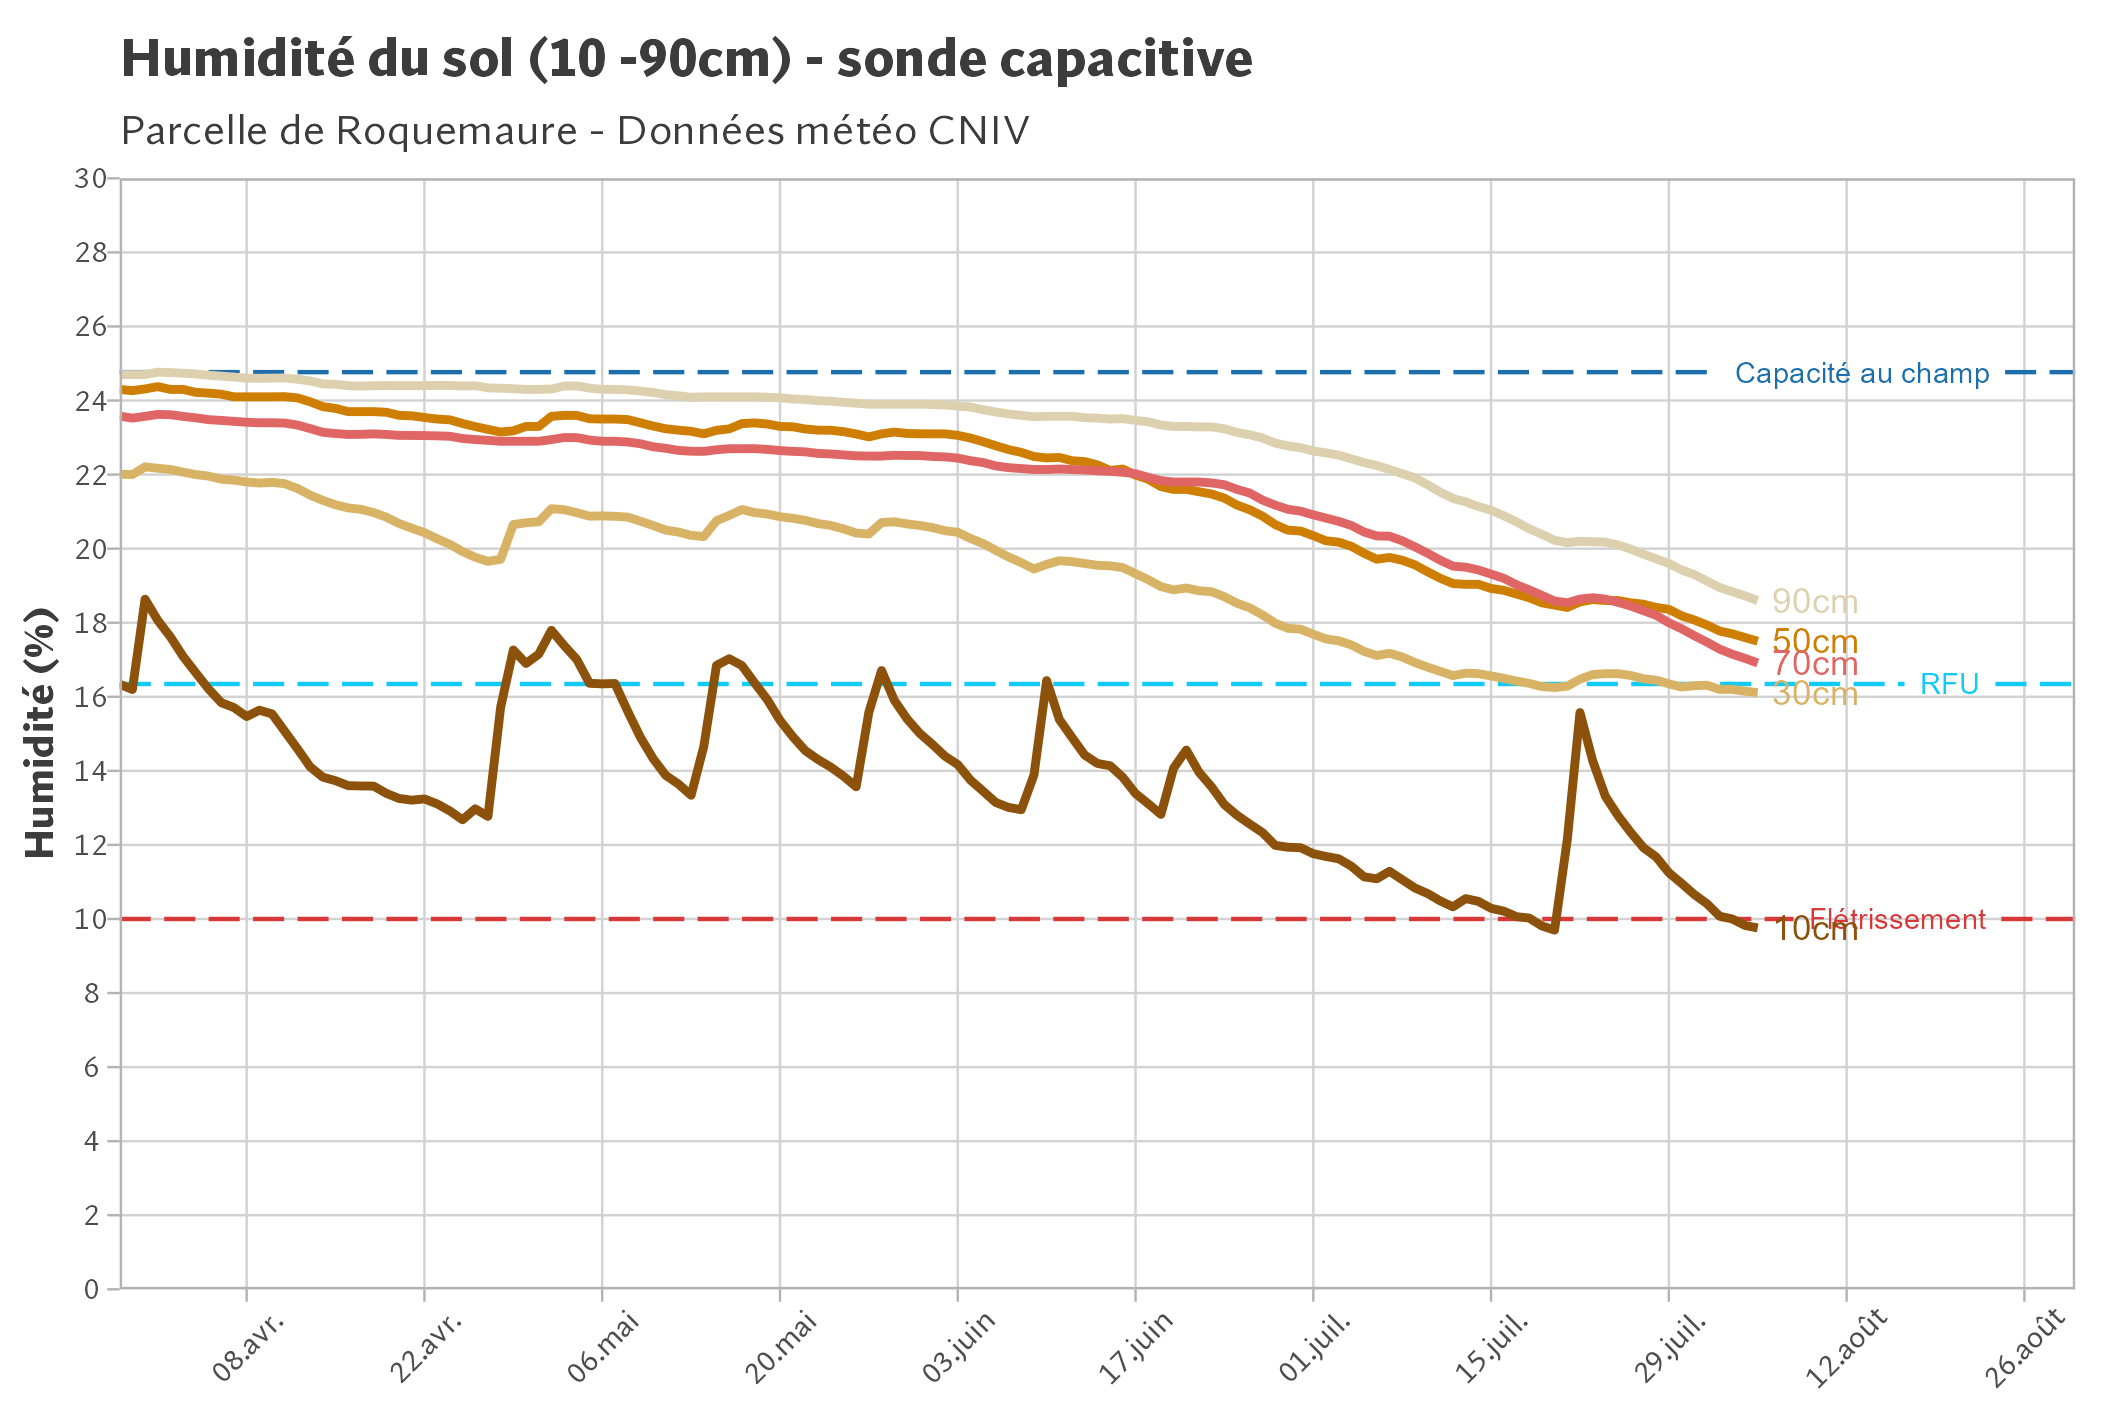 Humidité du sol (10 -90cm) - sonde capacitive
Parcelle de Roquemaure - Données météo CNIV
Humidité (%)
30
28
26
24
22
20
18
16
14
12
10
8
6
4
2
0
Capacité au champ
90cm
50cm
70cm
RFU
30cm
Flétrissement
10cm
08.avr.
22.avr.
06.mai
20.mai
03.juin
17.juin
01.juil.
15.juil.
29.juil.
12.août
26.août